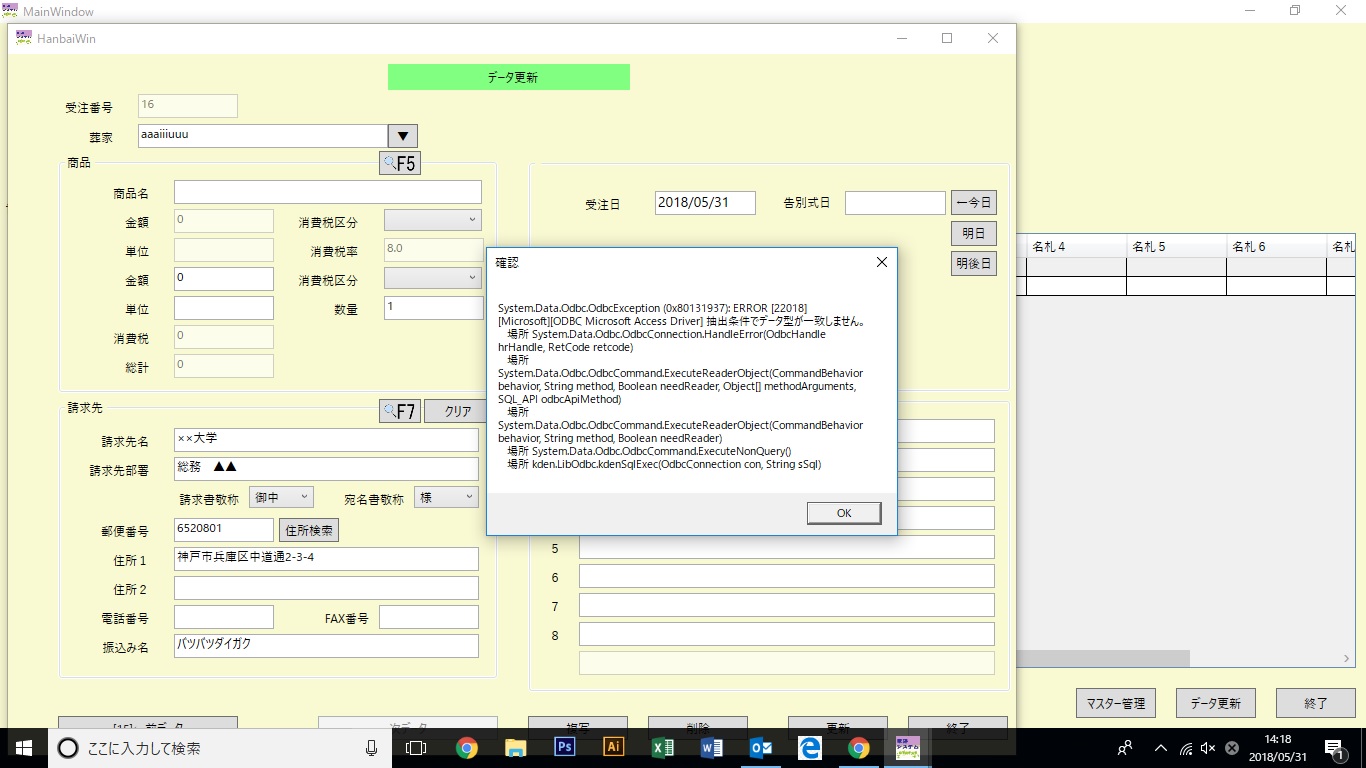 MainWindow
HanbaiWin
データ更新
受注番号
16
葬家
aaaiiiuuu
▼
商品
F5
商品名
金額
0
消費税区分
単位
消費税率
8.0
金額
0
消費税区分
単位
数量
1
消費税
0
総計
0
受注日
2018/05/31
告別式日
←今日
明日
明後日
名札４
名札５
名札６
名札
請求先
F7
クリア
請求先名
××大学
請求先部署
総務　▲▲
請求書敬称
御中
宛名書敬称
様
郵便番号
6520801
住所検索
住所１
神戸市兵庫区中道通2-3-4
住所２
電話番号
FAX番号
振込み名
バツバツダイガク
5
6
7
8
確認
System.Data.Odbc.OdbcException (0x80131937): ERROR [22018]
[Microsoft][ODBC Microsoft Access Driver] 抽出条件でデータ型が一致しません。
場所 System.Data.Odbc.OdbcConnection.HandleError(OdbcHandle
hrHandle, RetCode retcode)
場所
System.Data.Odbc.OdbcCommand.ExecuteReaderObject(CommandBehavior
behavior, String method, Boolean needReader, Object[] methodArguments,
SQL_API odbcApiMethod)
場所
System.Data.Odbc.OdbcCommand.ExecuteReaderObject(CommandBehavior
behavior, String method, Boolean needReader)
場所 System.Data.Odbc.OdbcCommand.ExecuteNonQuery()
場所 kden.LibOdbc.kdenSqlExec(OdbcConnection con, String sSql)
OK
マスター管理
データ更新
終了
次データ
複写
削除
更新
終了
ここに入力して検索
Ps
Ai
14:18
2018/05/31
1